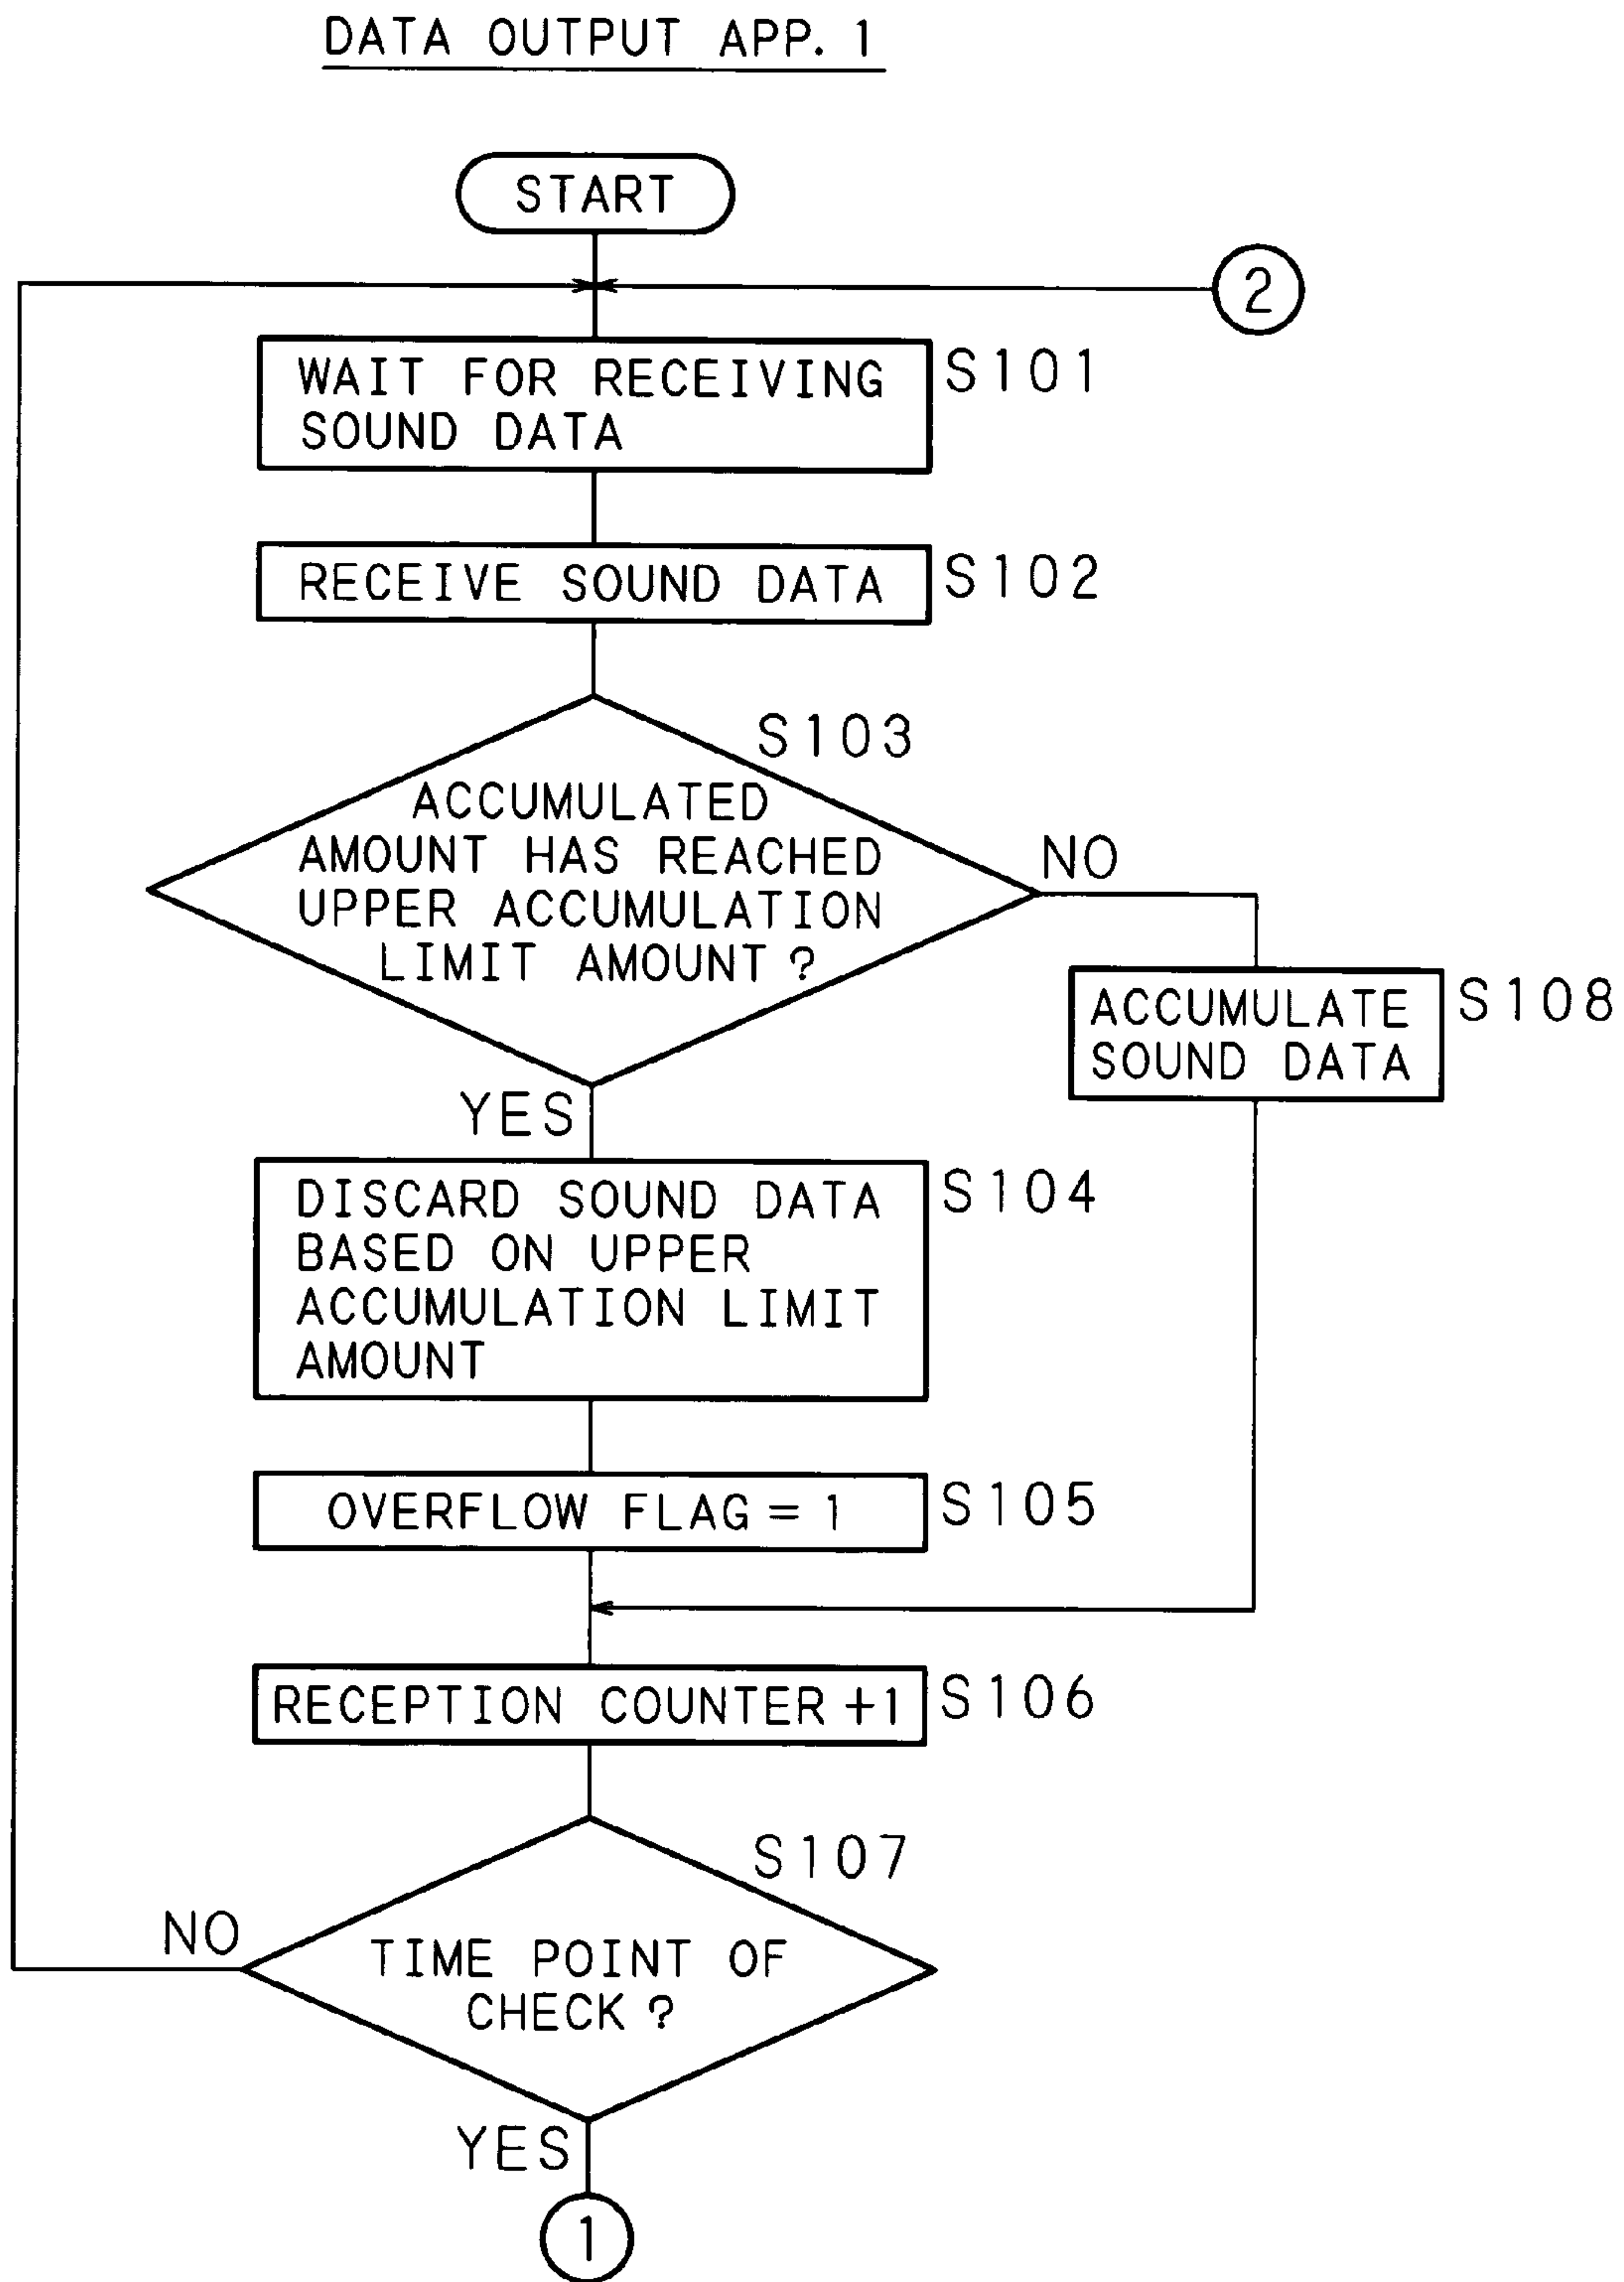 DATA OUTPUT APP. 1
START
2
WAIT FOR RECEIVING
SOUND DATA
S101
RECEIVE SOUND DATA
S102
S103
ACCUMULATED
AMOUNT HAS REACHED
UPPER ACCUMULATION
LIMIT AMOUNT ?
NO
ACCUMULATE
SOUND DATA
S108
YES
DISCARD SOUND DATA
BASED ON UPPER
ACCUMULATION LIMIT
AMOUNT
S104
OVERFLOW FLAG = 1
S105
RECEPTION COUNTER +1
S106
S107
NO
TIME POINT OF
CHECK ?
YES
1